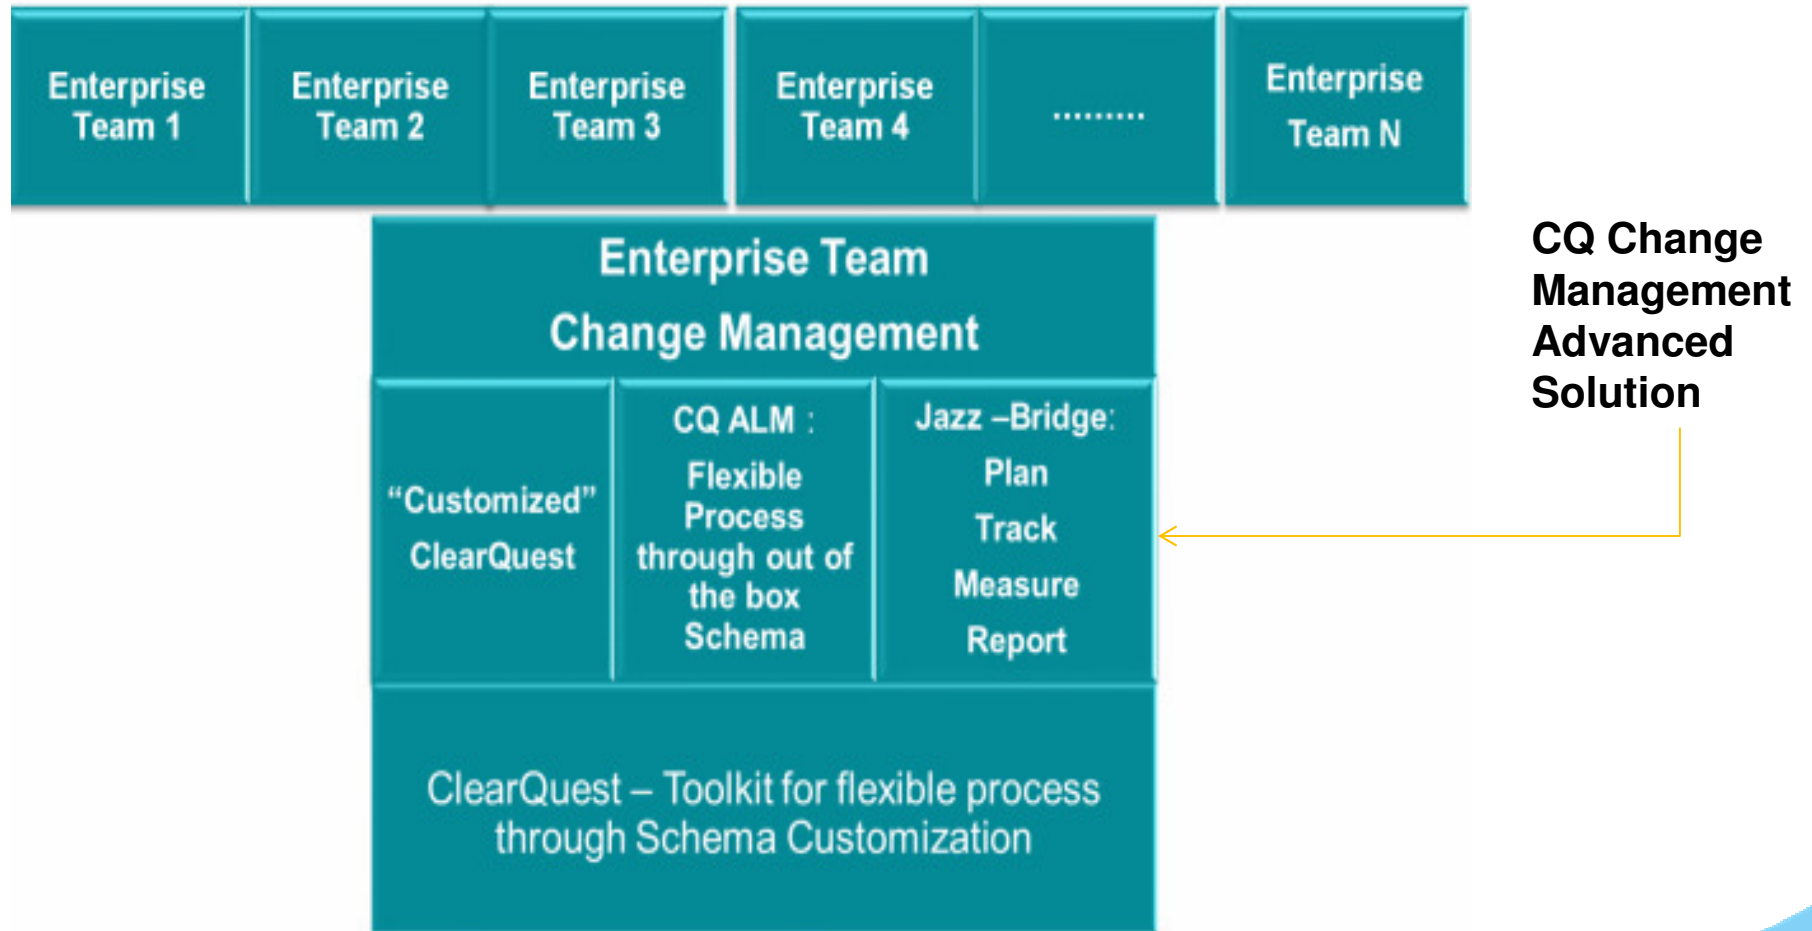 Enterprise
Team 1
Enterprise
Team 2
Enterprise
Team 3
Enterprise
Team 4
.........
Enterprise
Team N
Enterprise Team
Change Management
“Customized”
ClearQuest
CQ ALM :
Flexible
Process
through out of
the box
Schema
Jazz –Bridge:
Plan
Track
Measure
Report
ClearQuest – Toolkit for flexible process
through Schema Customization
CQ Change
Management
Advanced
Solution